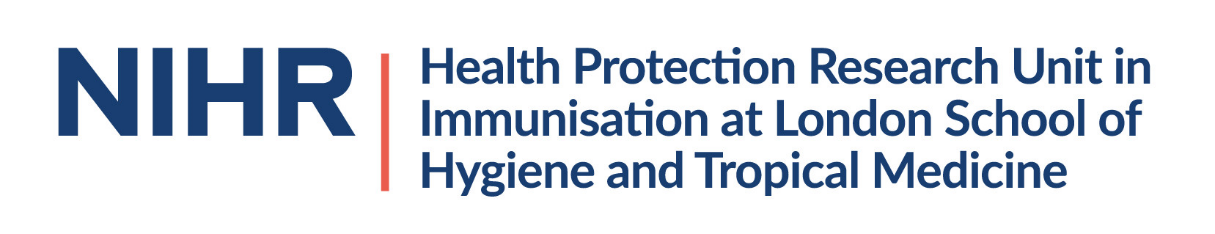 NIHR
Health Protection Research Unit in
Immunisation at London School of
Hygiene and Tropical Medicine